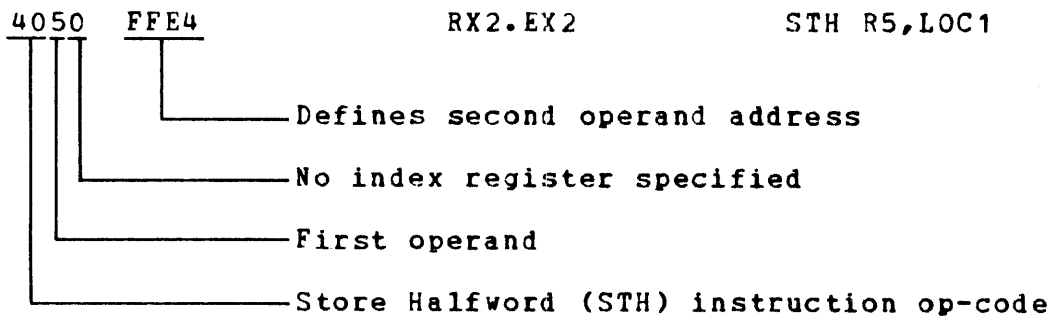 4050 FFE4 RX2.EX2 STH R5,LOC1
Defines second operand address
No index register specified
First operand
Store Halfword (STH) instruction op-code